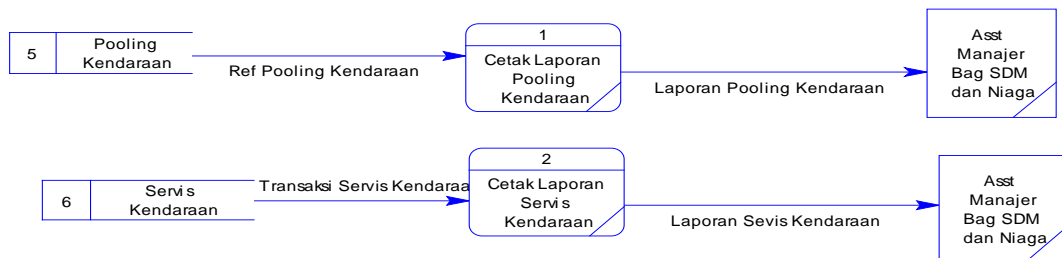 5
Pooling
Kendaraan
Ref Pooling Kendaraan
1
Cetak Laporan
Pooling
Kendaraan
Laporan Pooling Kendaraan
Asst
Manajer
Bag SDM
dan Niaga
6
Servis
Kendaraan
Transaksi Servis Kendaraa
2
Cetak Laporan
Servis
Kendaraan
Laporan Sevis Kendaraan
Asst
Manajer
Bag SDM
dan Niaga